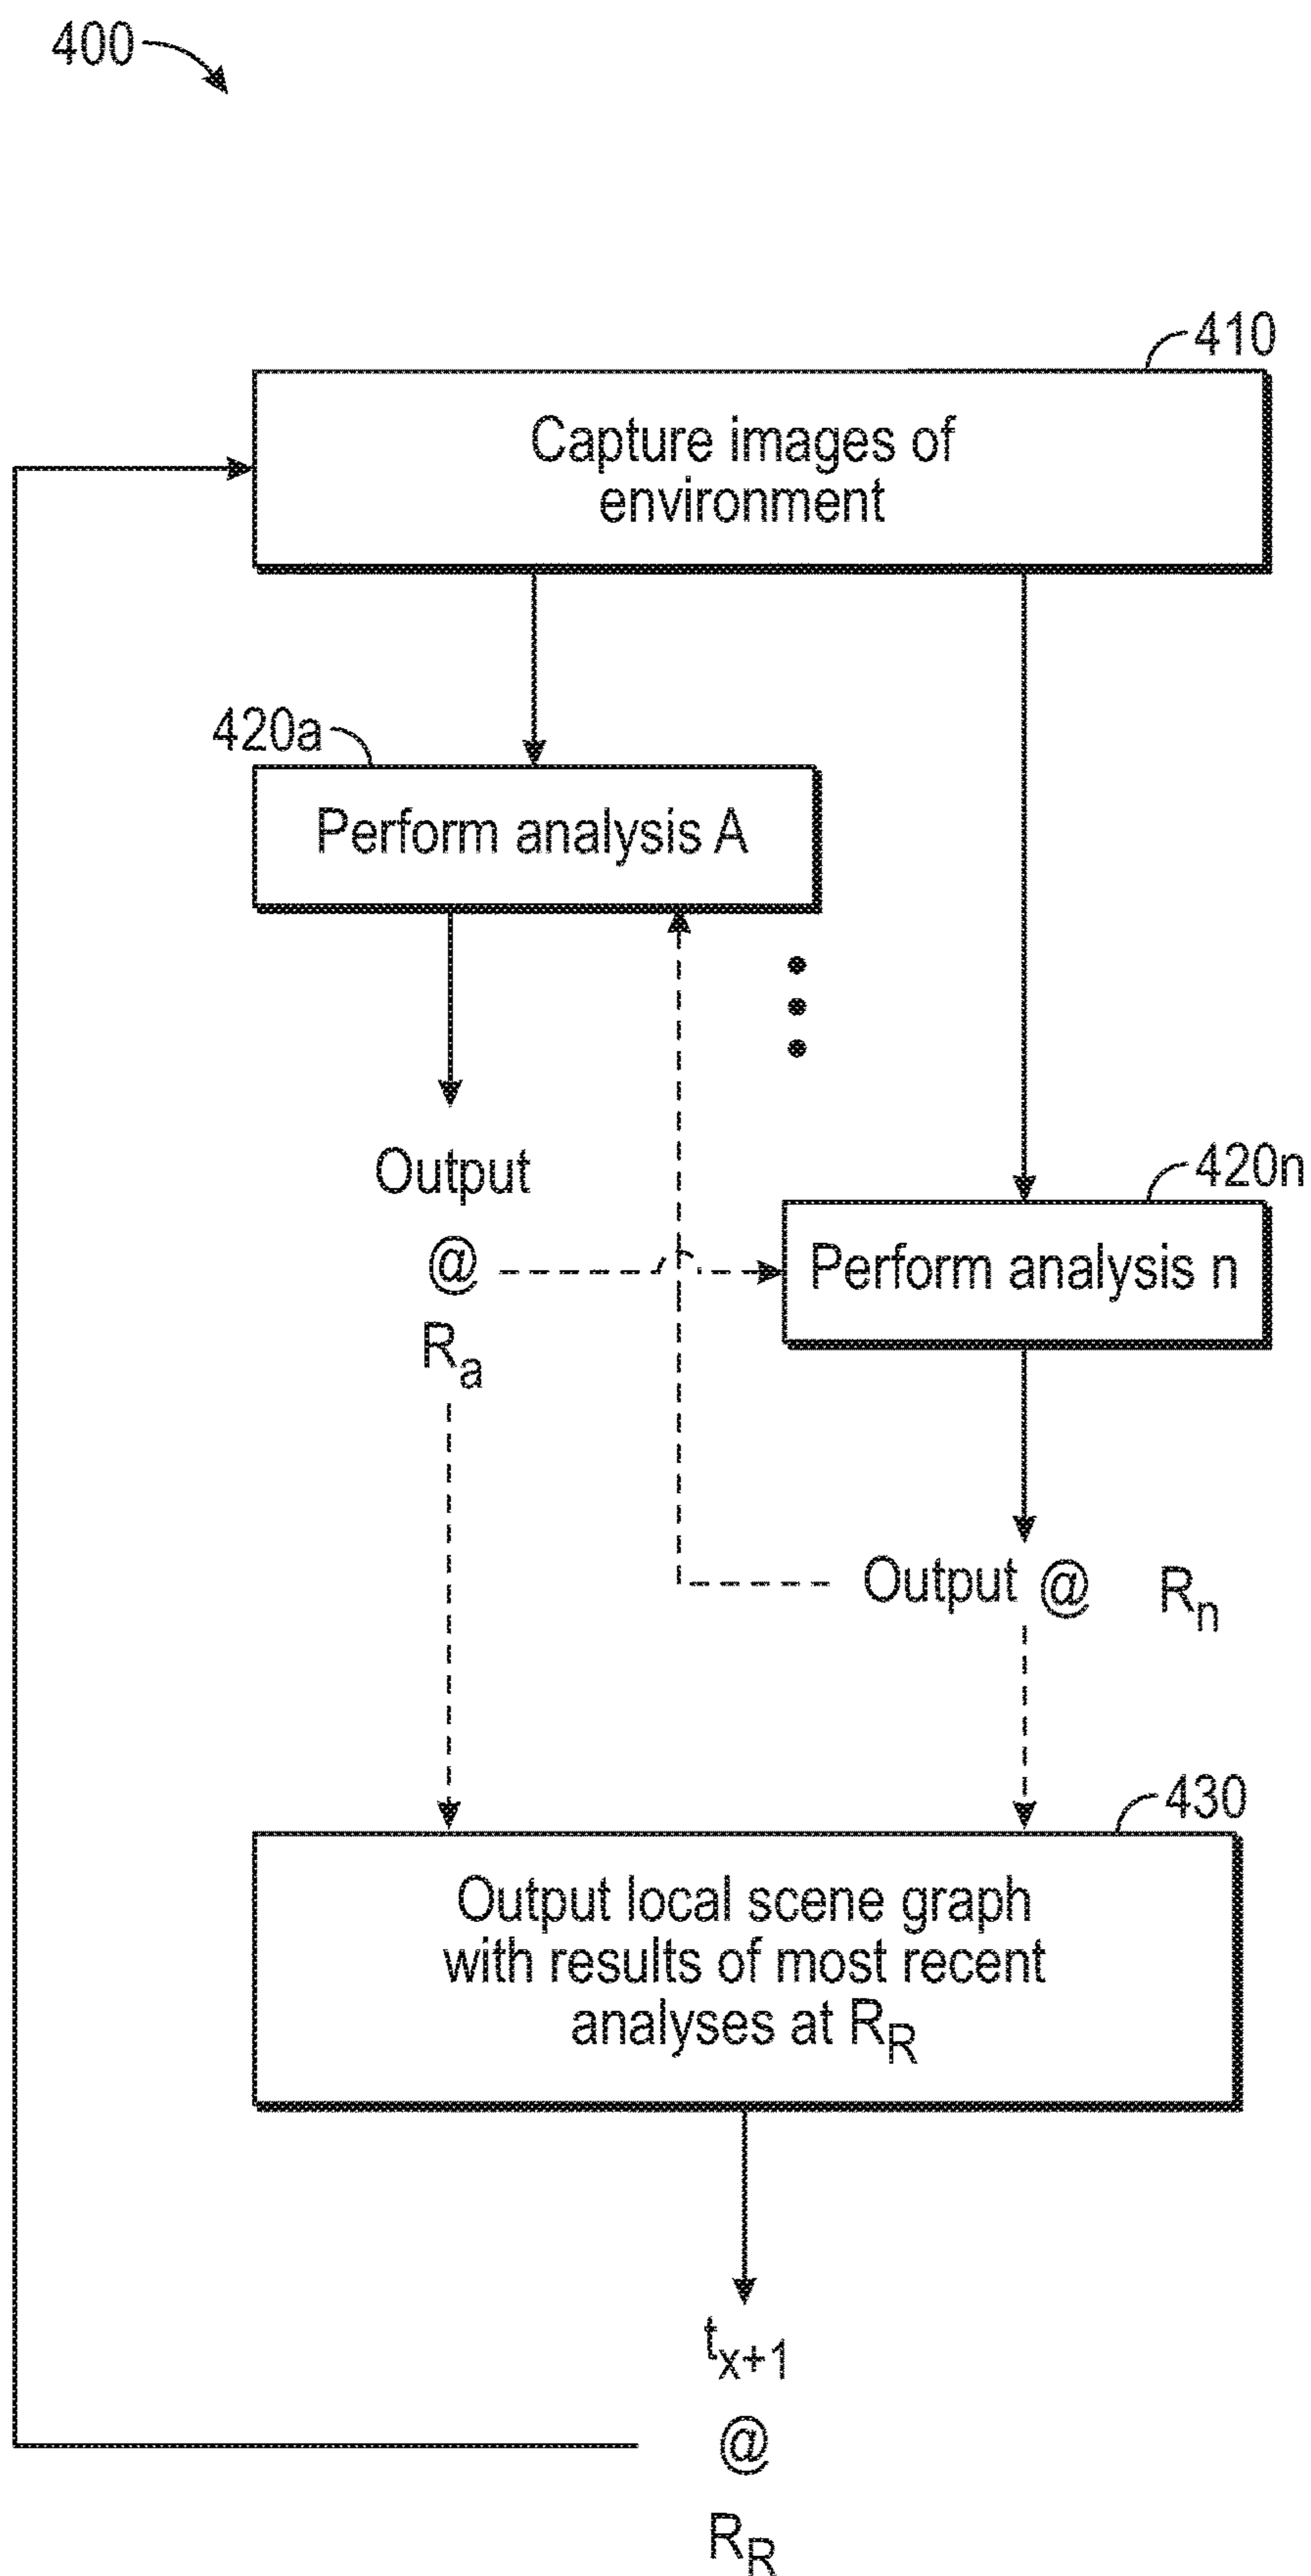 400
410
Capture images of
environment
420a
Perform analysis A
Output
@
Ra
420n
Perform analysis n
Output @ Rn
430
Output local scene graph
with results of most recent
analyses at RR
tx+1
@
RR